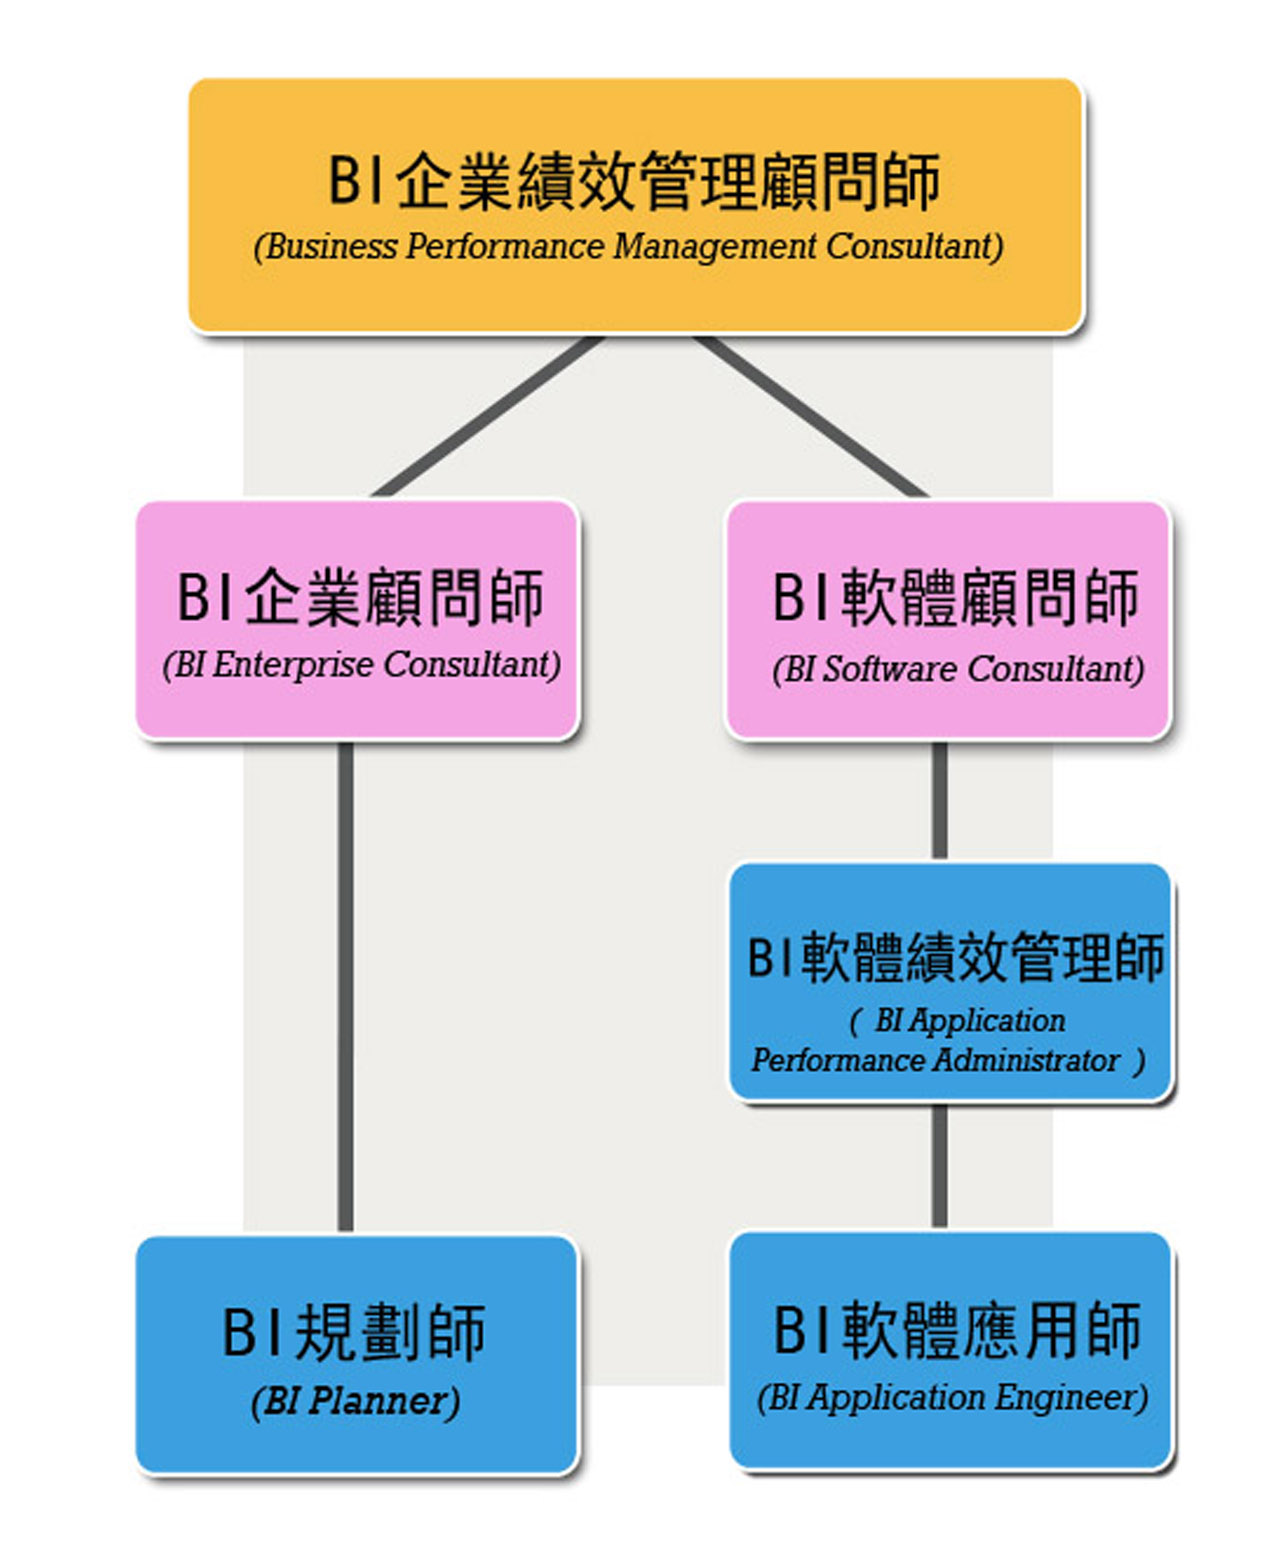 BI企業績效管理顧問師
(Business Performance Management Consultant)
BI企業顧問師
(BI Enterprise Consultant)
BI軟體顧問師
(BI Software Consultant)
BI軟體績效管理師
( BI Application
Performance Administrator )
BI規劃師
(BI Planner)
BI軟體應用師
(BI Application Engineer)